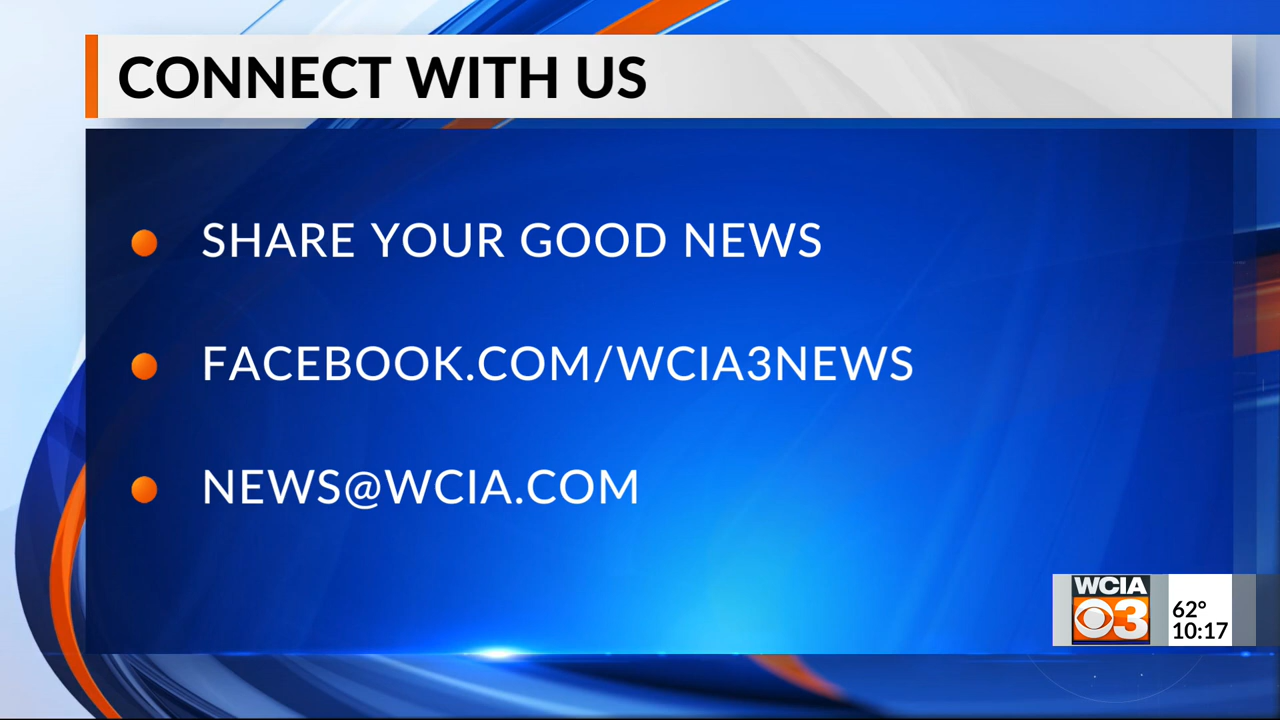 CONNECT WITH US
SHARE YOUR GOOD NEWS
FACEBOOK.COM/WCIA3NEWS
NEWS@WCIA.COM
WCIA
3
62°
10:17